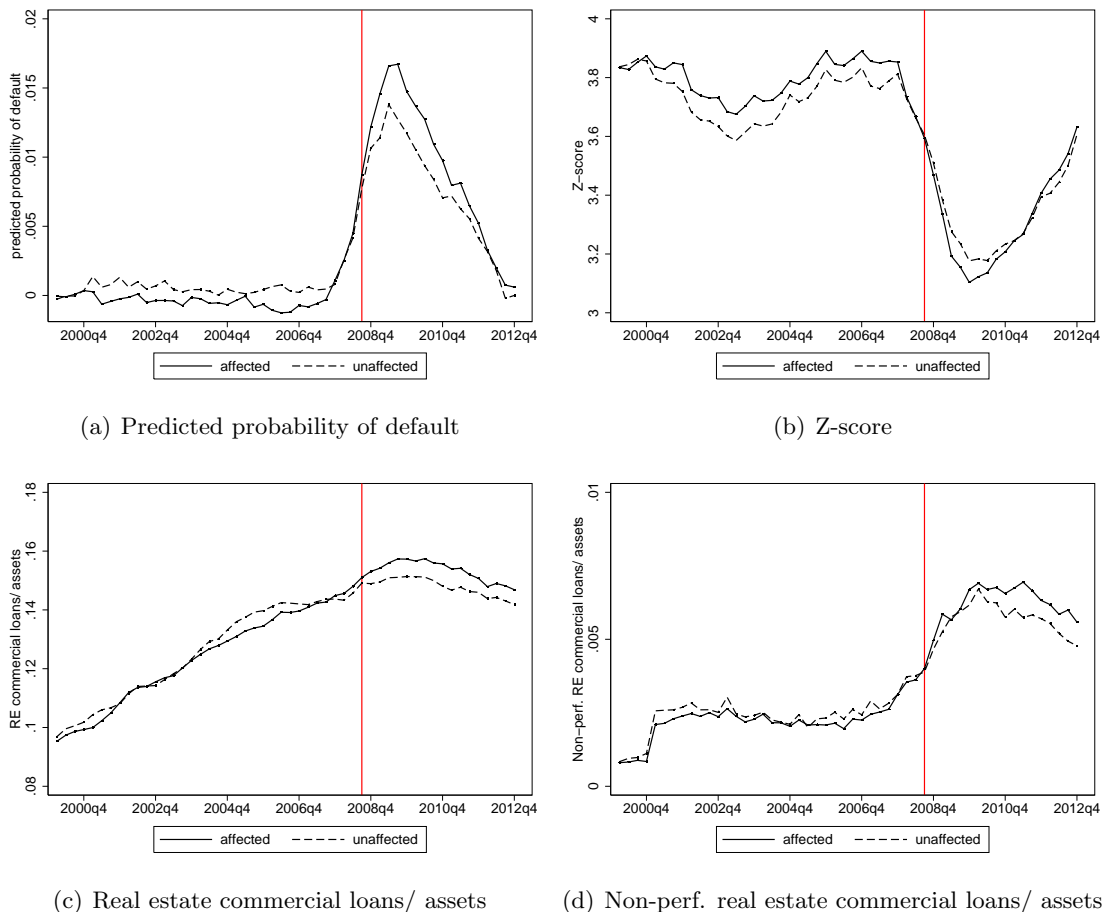 predicted probability of default
.02
.015
.01
.005
0
2000q4 2002q4 2004q4 2006q4 2008q4 2010q4 2012q4
affected unaffected
(a) Predicted probability of default
Z−score
4
3.8
3.6
3.4
3.2
3
2000q4 2002q4 2004q4 2006q4 2008q4 2010q4 2012q4
affected unaffected
(b) Z-score
RE commercial loans/ assets
.18
.16
.14
.12
.1
.08
2000q4 2002q4 2004q4 2006q4 2008q4 2010q4 2012q4
affected unaffected
(c) Real estate commercial loans/ assets
Non−perf. RE commercial loans/ assets
.01
.005
0
2000q4 2002q4 2004q4 2006q4 2008q4 2010q4 2012q4
affected unaffected
(d) Non-perf. real estate commercial loans/ assets